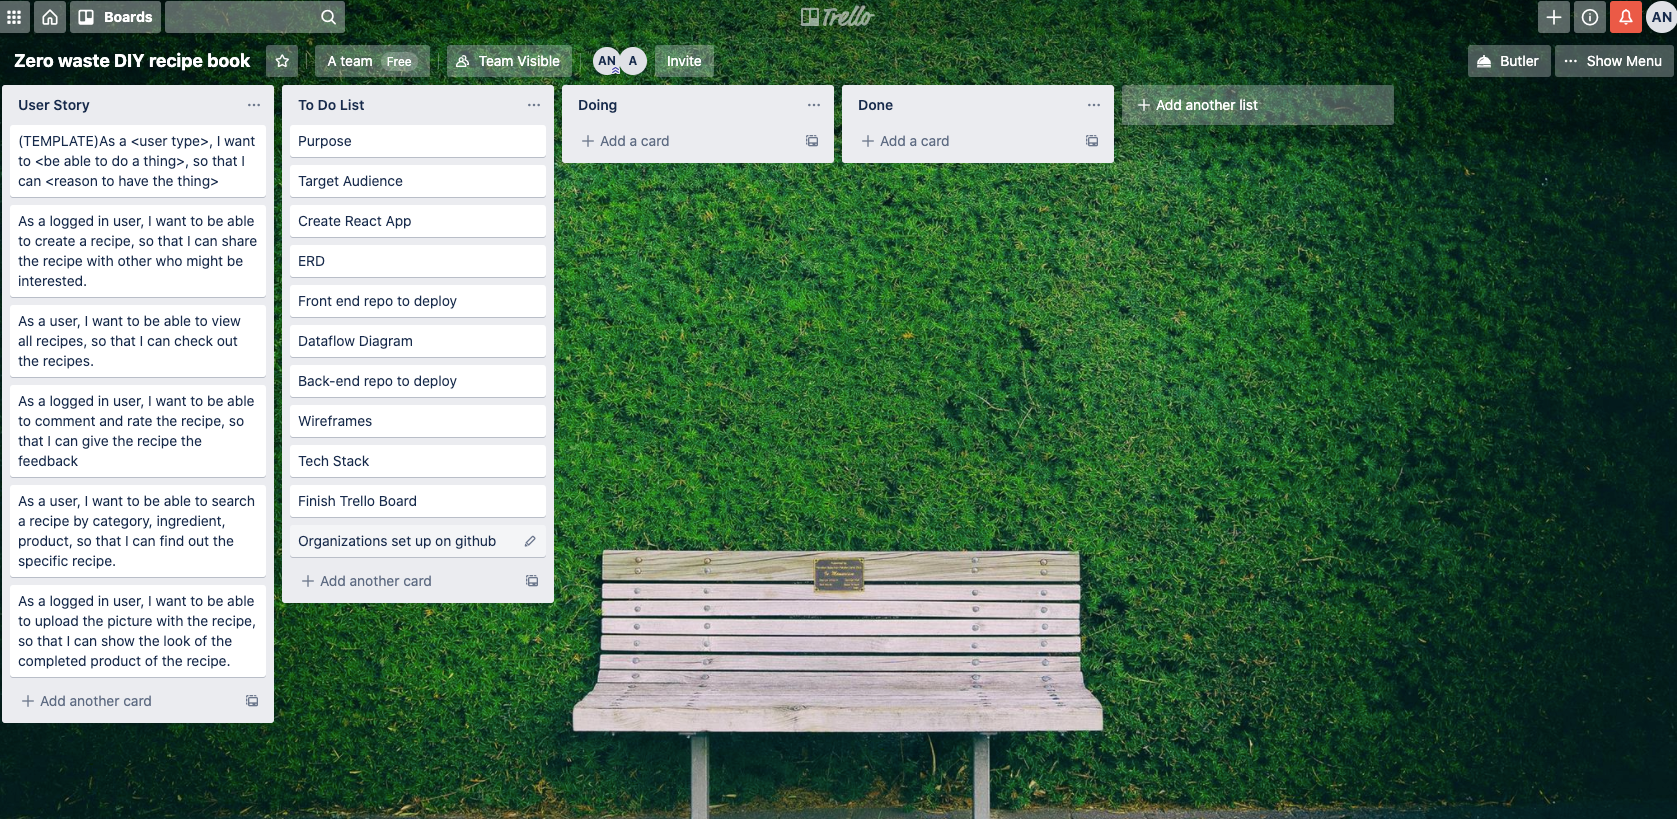 Boards
Trello
AN
Zero waste DIY recipe book
A team Free
Team Visible
AN A
Invite
Butler
··· Show Menu
User Story ···
(TEMPLATE)As a <user type>, I want
to <be able to do a thing>, so that I
can <reason to have the thing>
As a logged in user, I want to be able
to create a recipe, so that I can share
the recipe with other who might be
interested.
As a user, I want to be able to view
all recipes, so that I can check out
the recipes.
As a logged in user, I want to be able
to comment and rate the recipe, so
that I can give the recipe the
feedback
As a user, I want to be able to search
a recipe by category, ingredient,
product, so that I can find out the
specific recipe.
As a logged in user, I want to be able
to upload the picture with the recipe,
so that I can show the look of the
completed product of the recipe.
+ Add another card
To Do List ···
Purpose
Target Audience
Create React App
ERD
Front end repo to deploy
Dataflow Diagram
Back-end repo to deploy
Wireframes
Tech Stack
Finish Trello Board
Organizations set up on github
+ Add another card
Doing ···
+ Add a card
Done ···
+ Add a card
+ Add another list